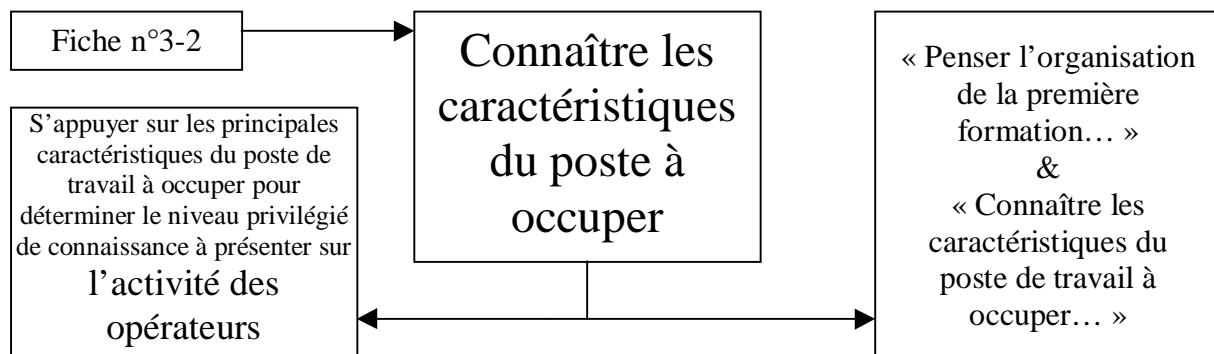 Fiche n°3-2
Connaître les
caractéristiques
du poste à
occuper
S’appuyer sur les principales
caractéristiques du poste de
travail à occuper pour
déterminer le niveau privilégié
de connaissance à présenter sur
l’activité des
opérateurs
« Penser l’organisation
de la première
formation… »
&
« Connaître les
caractéristiques du
poste de travail à
occuper… »